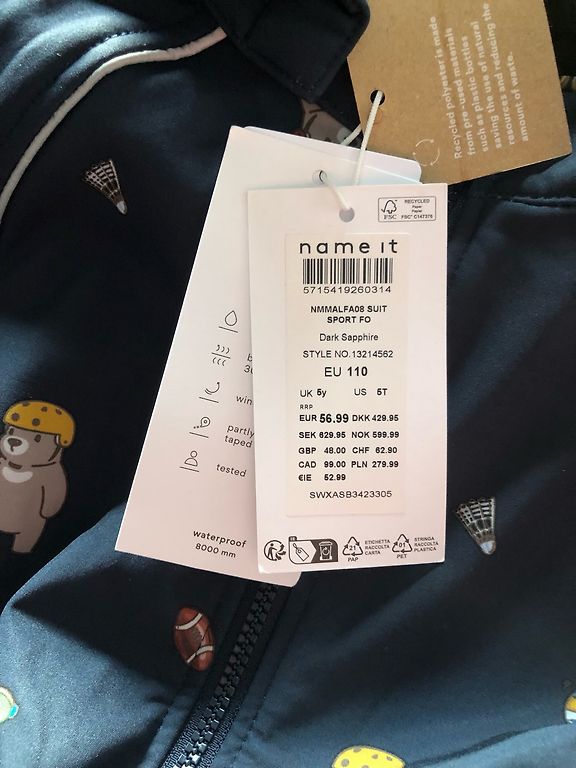 Recycled polyester is made
from pre-used materials
such as plastic bottles
saving the use of natural
resources and reducing the
amount of waste.
FSC
RECYCLED
Paper
Papier
FSC® C147376
name it
5715419260314
NMMALFA08 SUIT
SPORT FO
Dark Sapphire
STYLE NO.13214562
EU 110
UK 5y US 5T
RRP
EUR 56.99 DKK 429.95
SEK 629.95 NOK 599.99
GBP 48.00 CHF 62.90
CAD 99.00 PLN 279.99
€IE 52.99
SWXASB3423305
21
PAP
ETICHETTA
RACCOLTA
CARTA
01
PET
STRINGA
RACCOLTA
PLASTICA
partly
taped
tested
waterproof
8000 mm